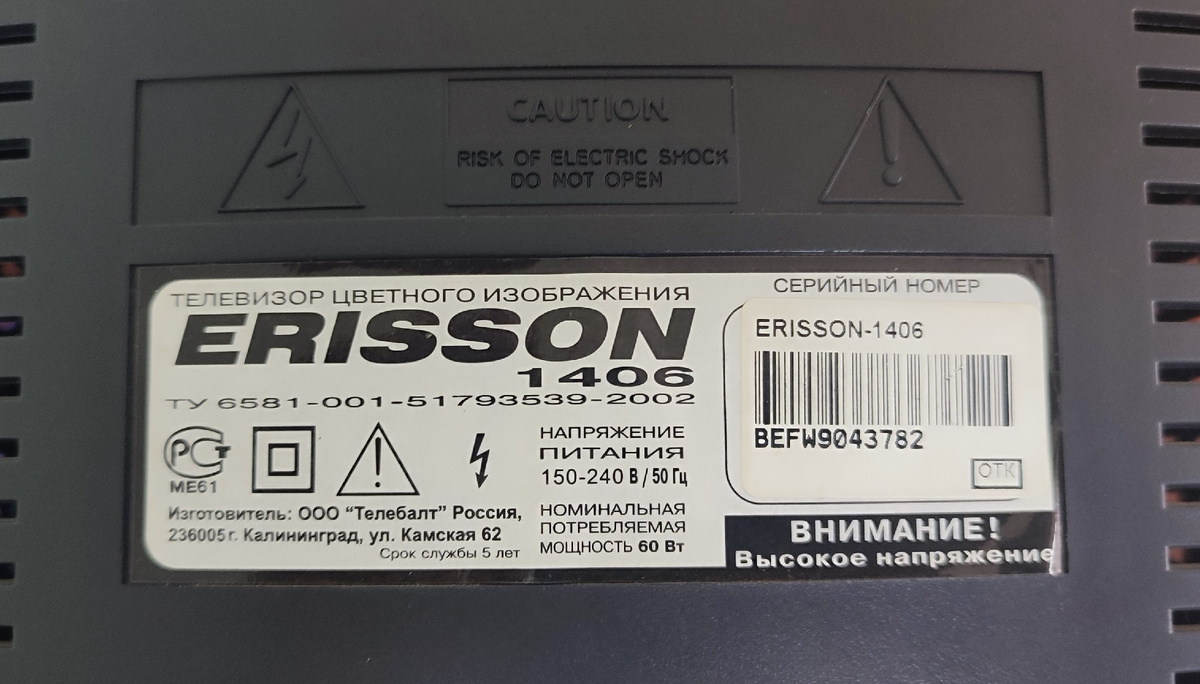 CAUTION
RISK OF ELECTRIC SHOCK
DO NOT OPEN
ТЕЛЕВИЗОР ЦВЕТНОГО ИЗОБРАЖЕНИЯ
ERISSON
1406
ТУ 6581-001-51793539-2002
РСТ
МЕ61
НАПРЯЖЕНИЕ
ПИТАНИЯ
150-240 В / 50 Гц
НОМИНАЛЬНАЯ
ПОТРЕБЛЯЕМАЯ
МОЩНОСТЬ 60 Вт
Изготовитель: ООО "Телебалт" Россия,
236005 г. Калининград, ул. Камская 62
Срок службы 5 лет
СЕРИЙНЫЙ НОМЕР
ERISSON-1406
BEFW9043782
ОТК
ВНИМАНИЕ!
Высокое напряжение